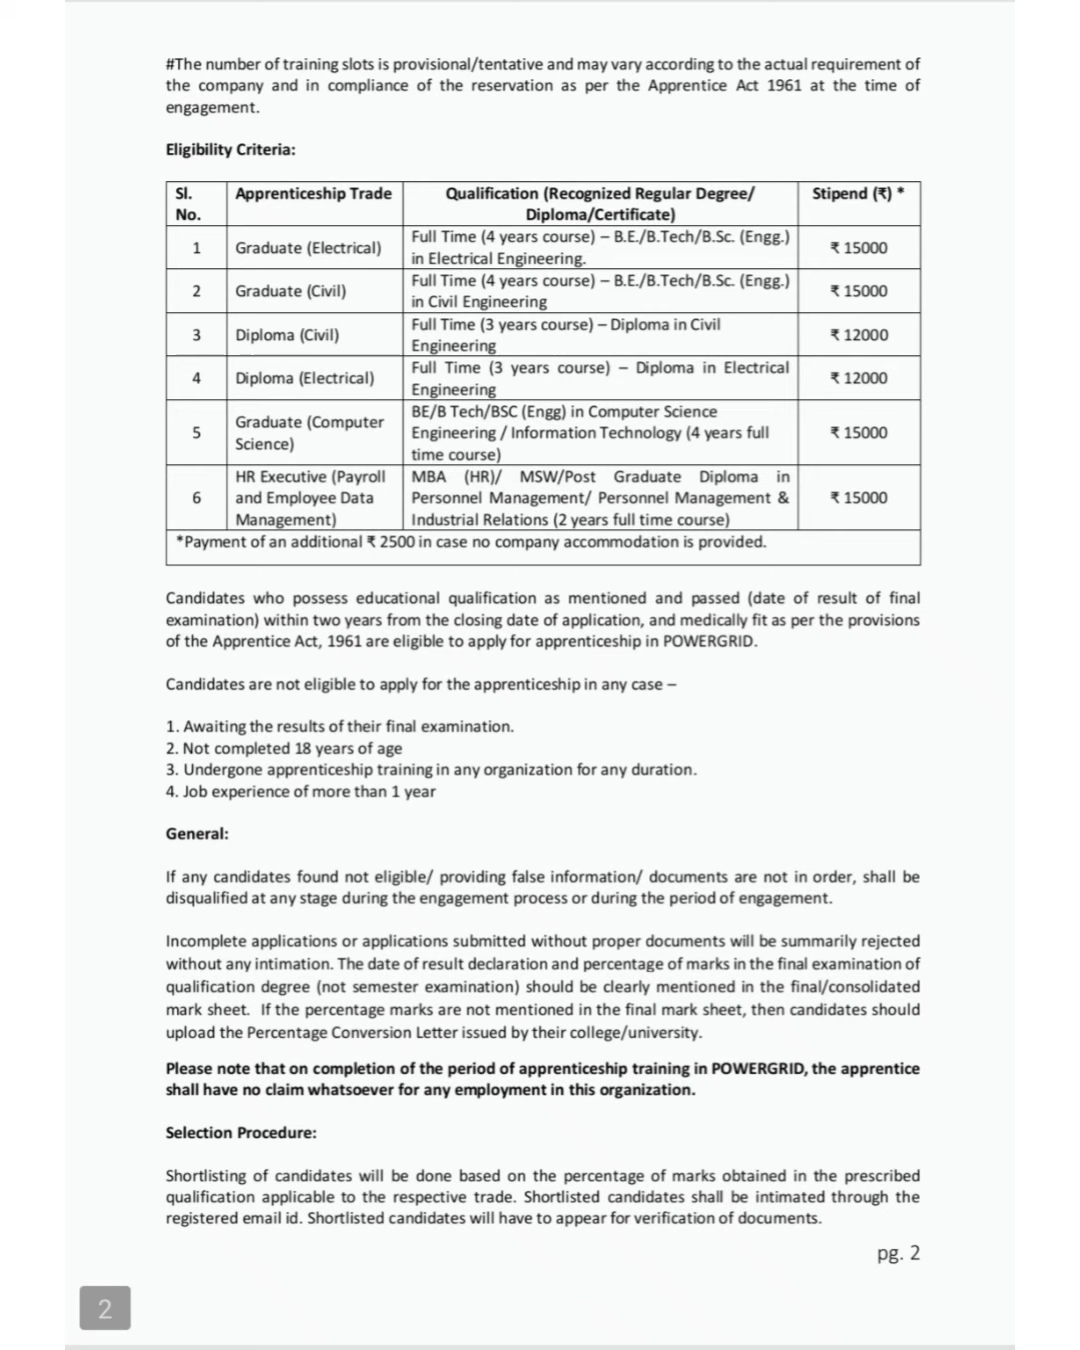 #The number of training slots is provisional/tentative and may vary according to the actual requirement of
the company and in compliance of the reservation as per the Apprentice Act 1961 at the time of
engagement.
Eligibility Criteria:
Sl. No. Apprenticeship Trade Qualification (Recognized Regular Degree/ Diploma/Certificate) Stipend (₹) *
1 Graduate (Electrical) Full Time (4 years course) – B.E./B.Tech/B.Sc. (Engg.) in Electrical Engineering. ₹ 15000
2 Graduate (Civil) Full Time (4 years course) – B.E./B.Tech/B.Sc. (Engg.) in Civil Engineering ₹ 15000
3 Diploma (Civil) Full Time (3 years course) – Diploma in Civil Engineering ₹ 12000
4 Diploma (Electrical) Full Time (3 years course) – Diploma in Electrical Engineering ₹ 12000
5 Graduate (Computer Science) BE/B Tech/BSC (Engg) in Computer Science Engineering / Information Technology (4 years full time course) ₹ 15000
6 HR Executive (Payroll and Employee Data Management) MBA (HR)/ MSW/Post Graduate Diploma in Personnel Management/ Personnel Management & Industrial Relations (2 years full time course) ₹ 15000
*Payment of an additional ₹ 2500 in case no company accommodation is provided.
Candidates who possess educational qualification as mentioned and passed (date of result of final
examination) within two years from the closing date of application, and medically fit as per the provisions
of the Apprentice Act, 1961 are eligible to apply for apprenticeship in POWERGRID.
Candidates are not eligible to apply for the apprenticeship in any case –
1. Awaiting the results of their final examination.
2. Not completed 18 years of age
3. Undergone apprenticeship training in any organization for any duration.
4. Job experience of more than 1 year
General:
If any candidates found not eligible/ providing false information/ documents are not in order, shall be
disqualified at any stage during the engagement process or during the period of engagement.
Incomplete applications or applications submitted without proper documents will be summarily rejected
without any intimation. The date of result declaration and percentage of marks in the final examination of
qualification degree (not semester examination) should be clearly mentioned in the final/consolidated
mark sheet. If the percentage marks are not mentioned in the final mark sheet, then candidates should
upload the Percentage Conversion Letter issued by their college/university.
Please note that on completion of the period of apprenticeship training in POWERGRID, the apprentice
shall have no claim whatsoever for any employment in this organization.
Selection Procedure:
Shortlisting of candidates will be done based on the percentage of marks obtained in the prescribed
qualification applicable to the respective trade. Shortlisted candidates shall be intimated through the
registered email id. Shortlisted candidates will have to appear for verification of documents.
pg. 2
2